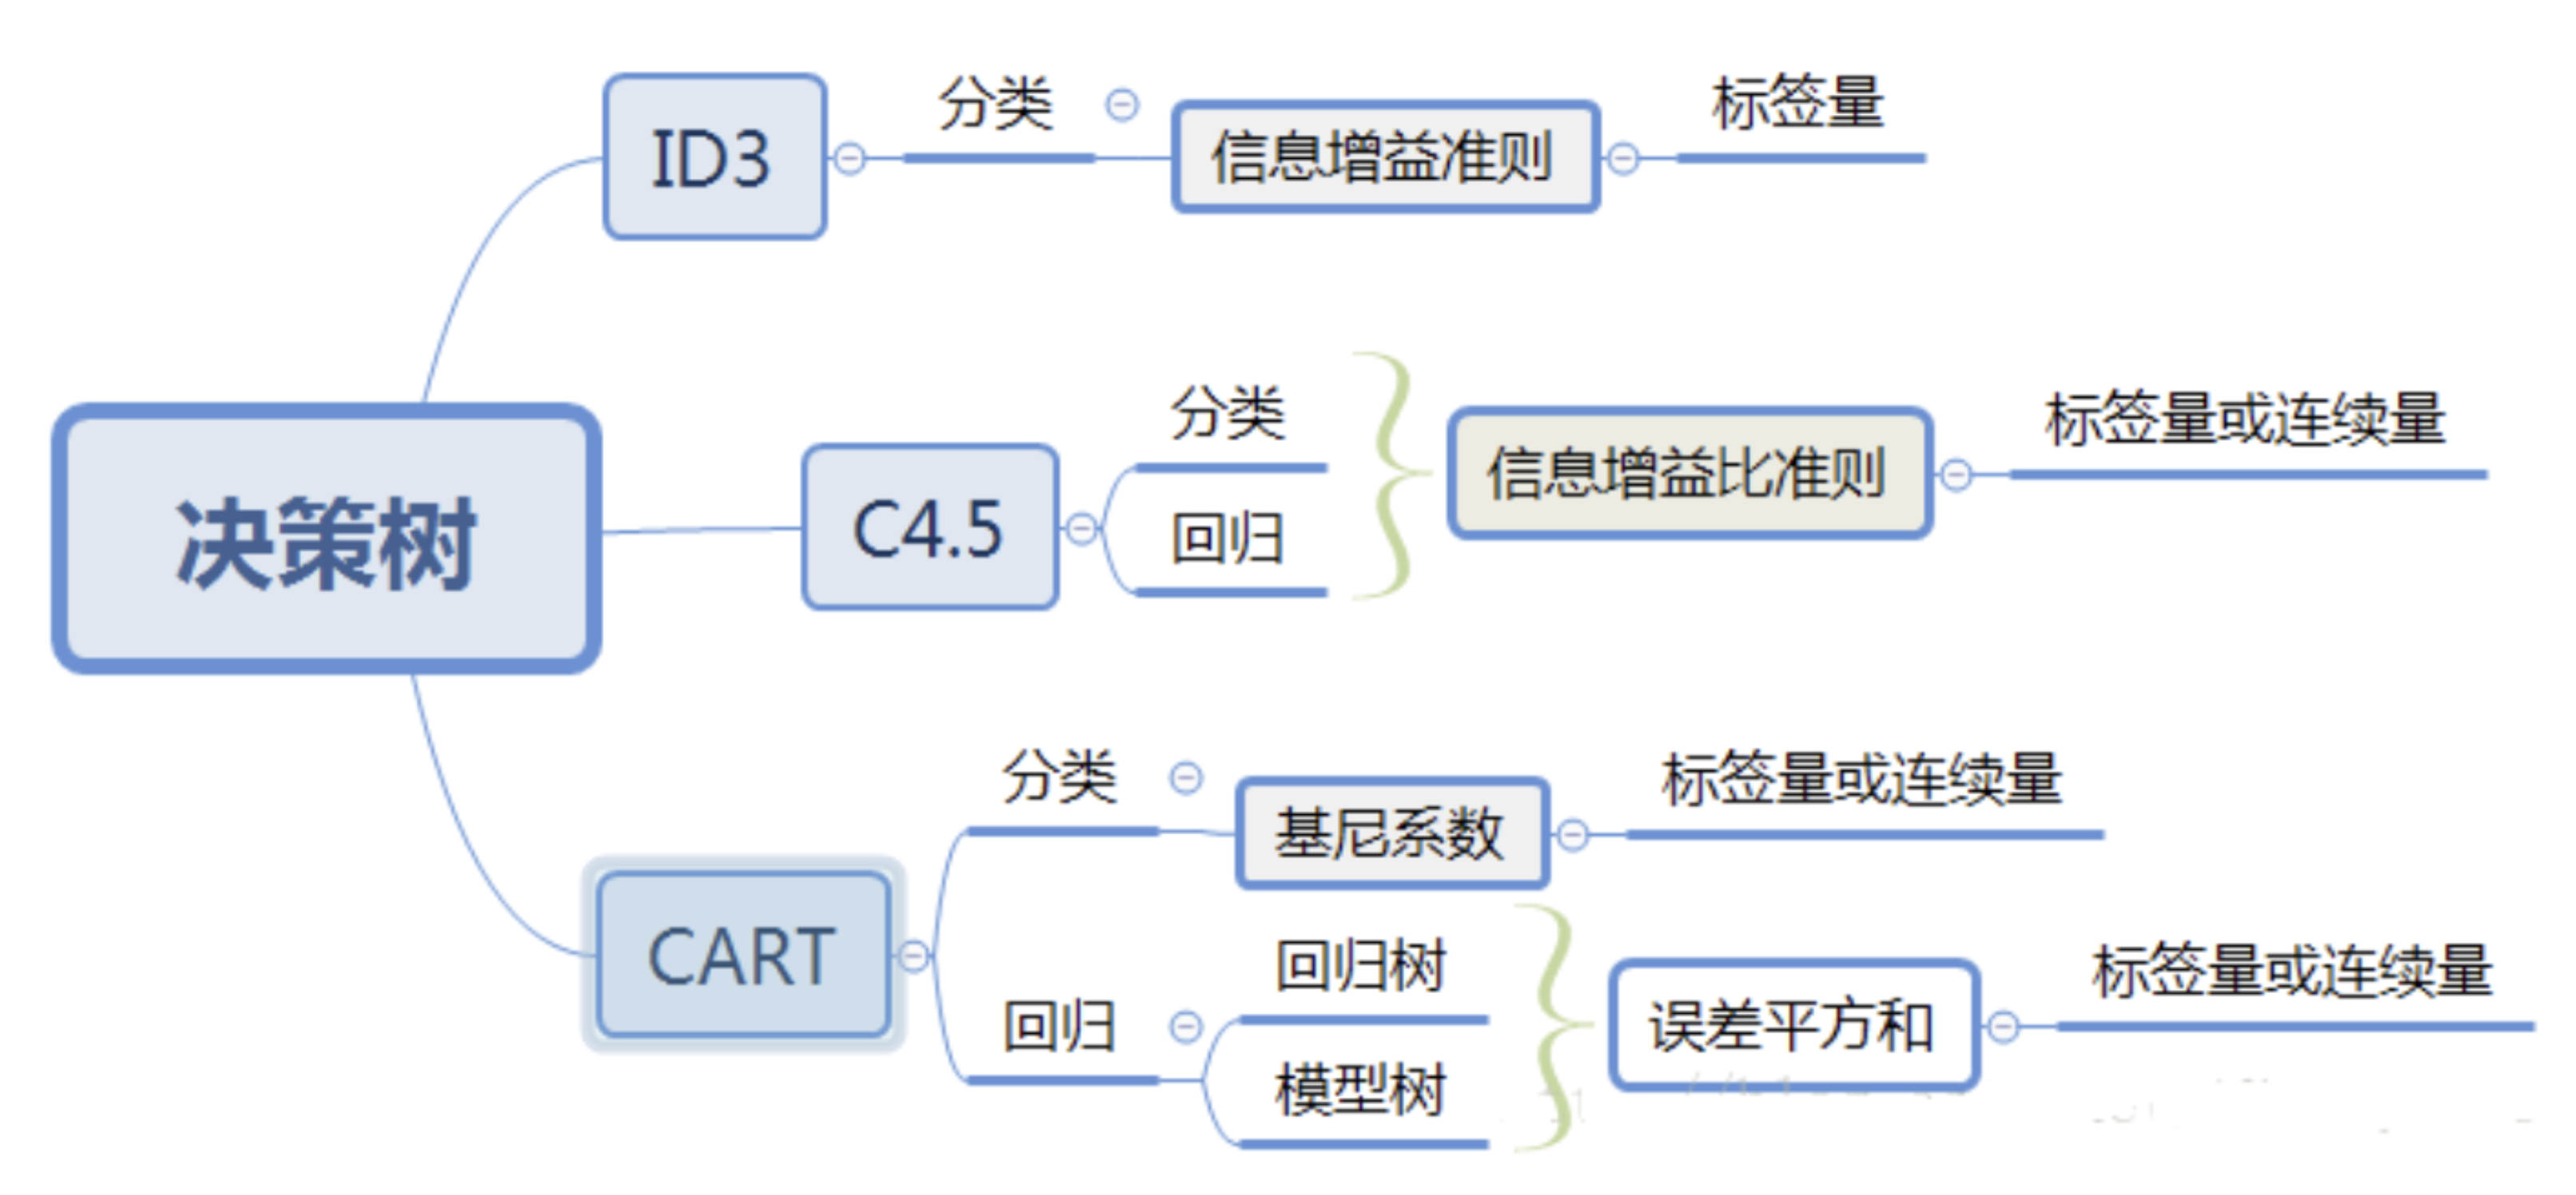 决策树
ID3
分类
信息增益准则
标签量
C4.5
分类
回归
信息增益比准则
标签量或连续量
CART
分类
基尼系数
标签量或连续量
回归
回归树
模型树
误差平方和
标签量或连续量